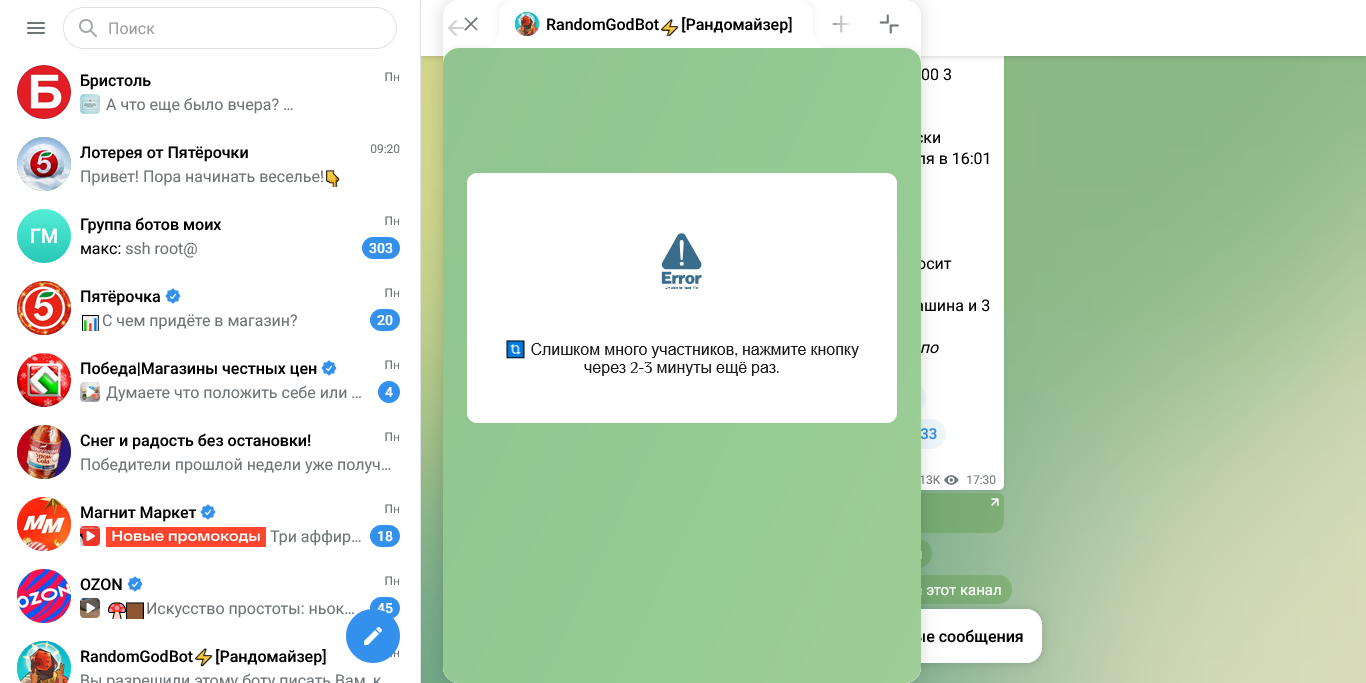 Поиск
Бристоль
Пн
А что еще было вчера? …
Лотерея от Пятёрочки
09:20
Привет! Пора начинать веселье!
ГМ
Группа ботов моих
Пн
макс: ssh root@
303
Пятёрочка
Пн
С чем придёте в магазин?
20
Победа|Магазины честных цен
Пн
Думаете что положить себе или …
4
Снег и радость без остановки!
Пн
Победители прошлой недели уже получ…
ММ
Магнит Маркет
Пн
Новые промокоды Три аффир…
18
OZON
OZON
Пн
Искусство простоты: ньок…
45
RandomGodBot⚡[Рандомайзер]
Пн
Вы разрешили этому боту писать Вам, к
RandomGodBot⚡[Рандомайзер]
Error
Слишком много участников, нажмите кнопку
через 2-3 минуты ещё раз.
00 3
ски
ля в 16:01
осит
ашина и 3
по
33
13K 17:30
этот канал
ые сообщения